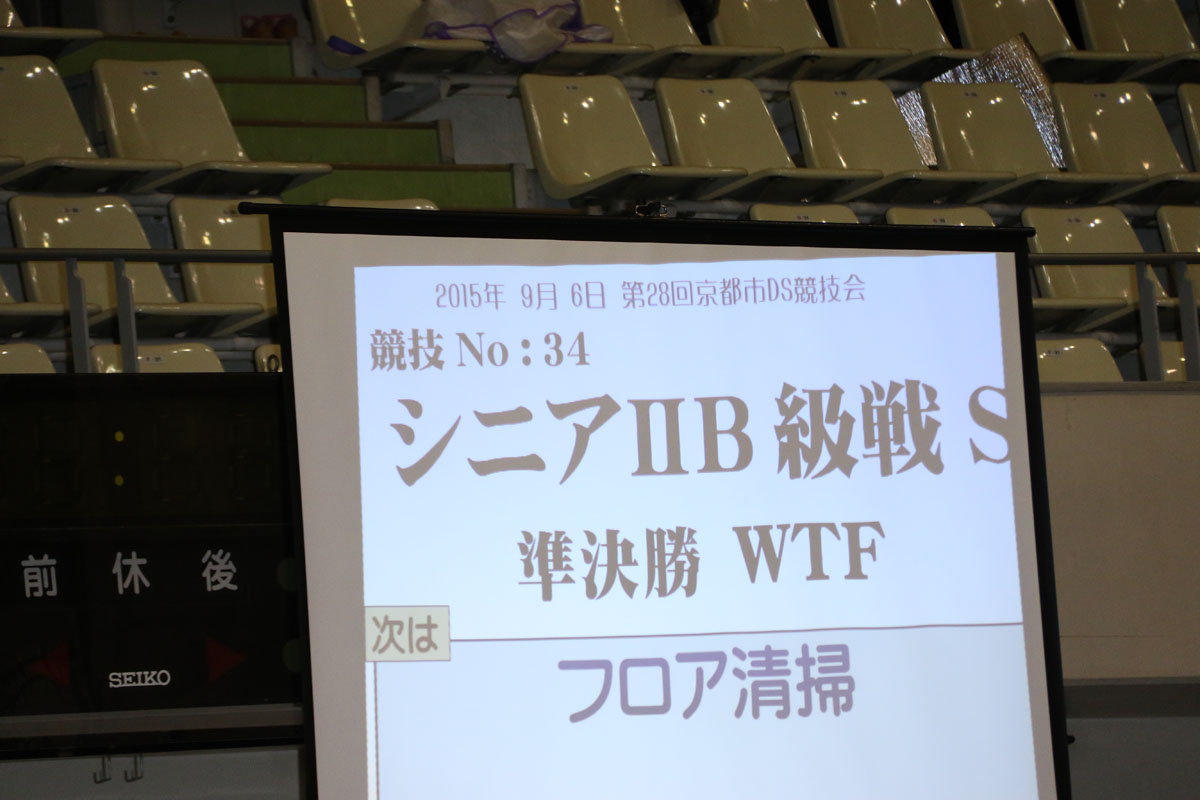 2015年 9月 6日 第28回京都市DS競技会
競技 No : 34
シニアIIB 級戦 S
準決勝 WTF
次は
フロア清掃
前 休 後
SEIKO